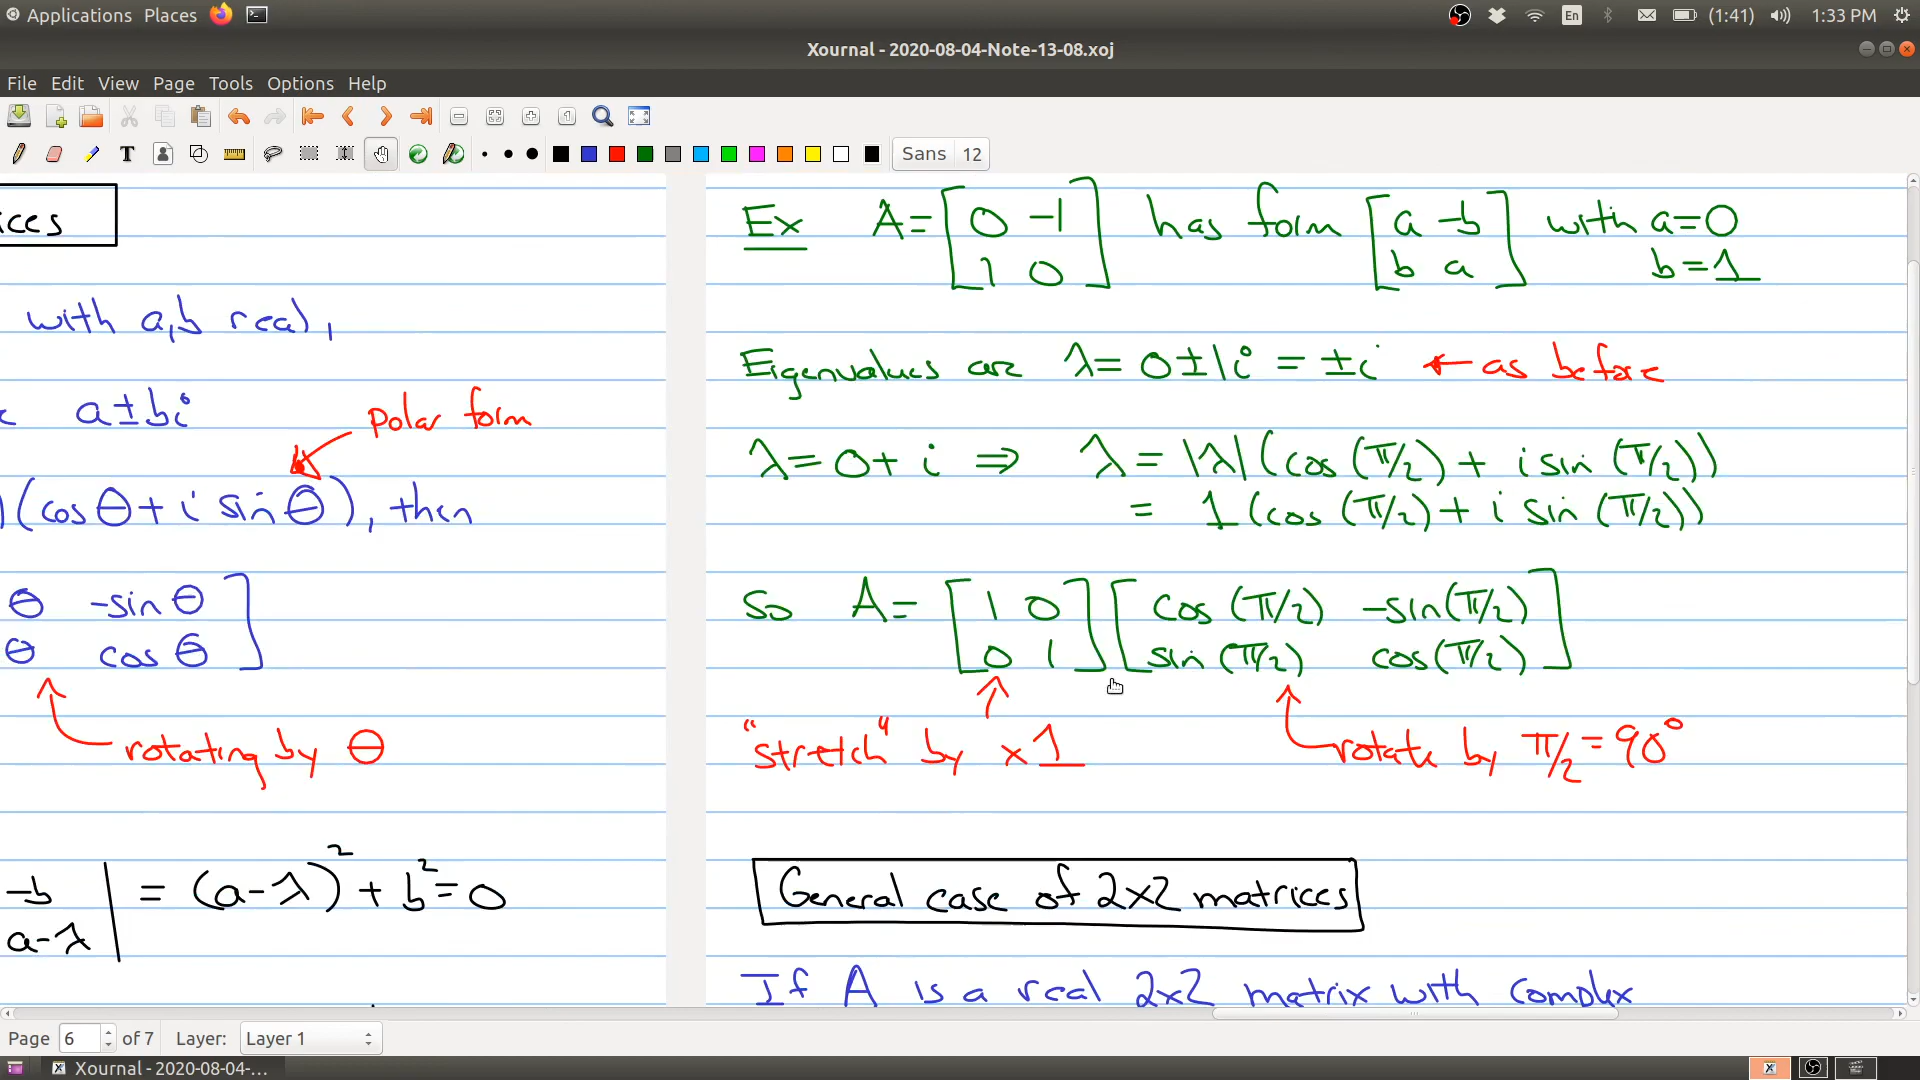 Applications Places En (1:41) 1:33 PM
Xournal - 2020-08-04-Note-13-08.xoj
File Edit View Page Tools Options Help
T Sans 12
ices
with a,b real,
a±bi
polar form
(cosθ + i sinθ), then
θ -sin θ
θ cos θ
rotating by θ
-b
a-λ
= (a-λ)² + b² = 0
Ex A = [0 -1; 1 0] has form [a -b; b a] with a=0
b=1
Eigenvalues are λ = 0±1i = ±i ← as before
λ = 0 + i ⇒ λ = |λ|(cos(π/2) + i sin(π/2))
= 1(cos(π/2) + i sin(π/2))
So A = [1 0; 0 1] [cos(π/2) -sin(π/2); sin(π/2) cos(π/2)]
"stretch" by ×1 rotate by π/2 = 90°
General case of 2x2 matrices
If A is a real 2x2 matrix with complex
Page 6 of 7 Layer: Layer 1
Xournal - 2020-08-04-...